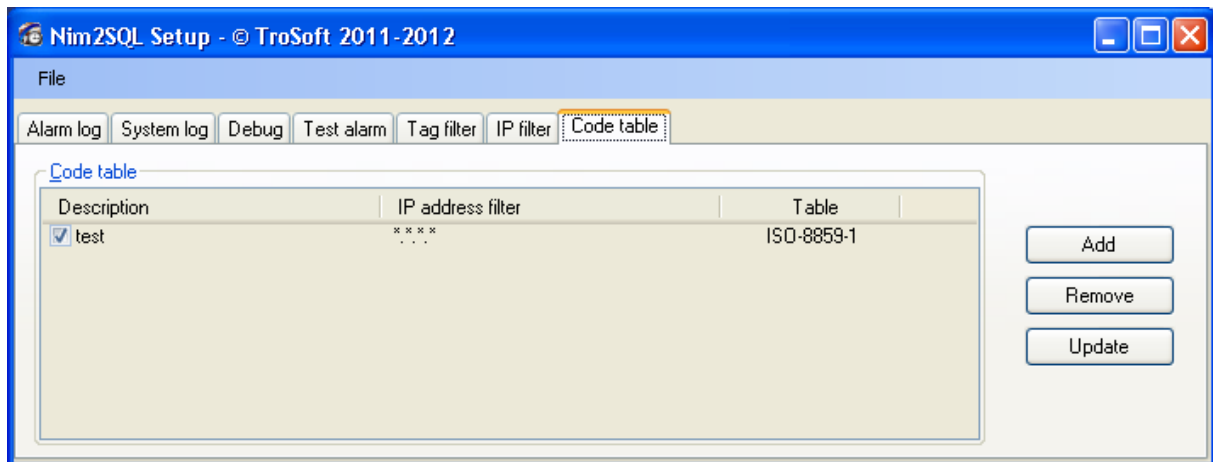 Nim2SQL Setup - © TroSoft 2011-2012
File
Alarm log System log Debug Test alarm Tag filter IP filter Code table
Code table
Description IP address filter Table
test *.*.*.* ISO-8859-1
Add
Remove
Update